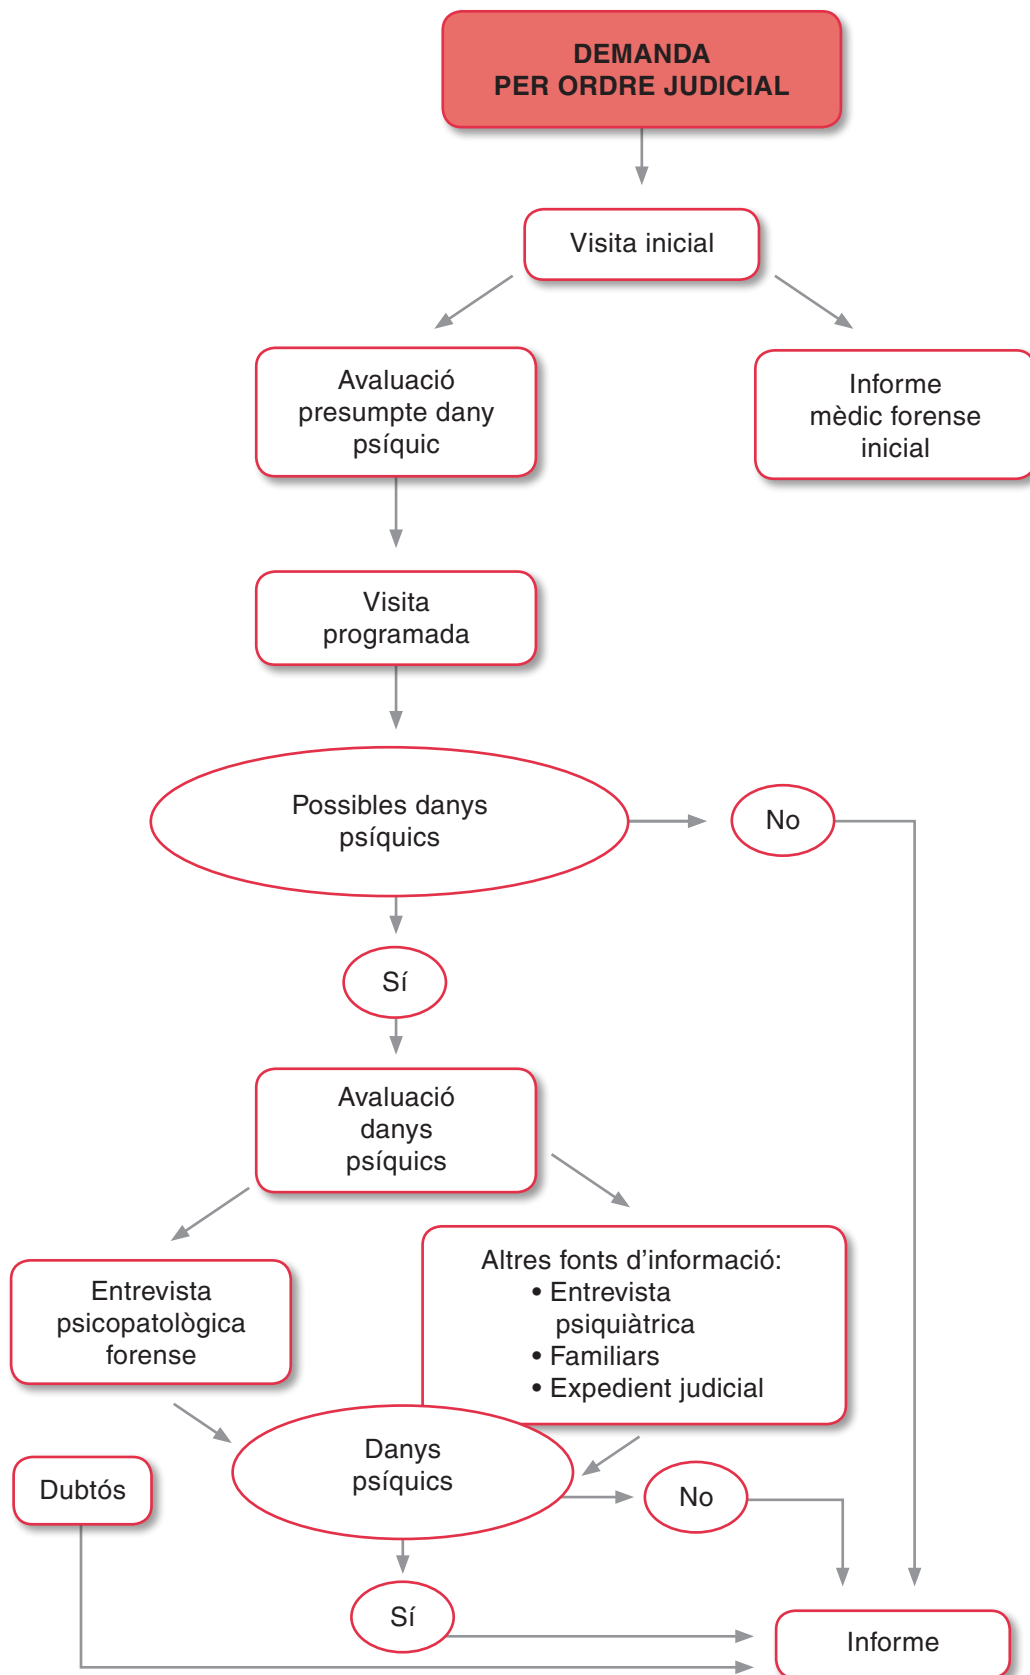 DEMANDA
PER ORDRE JUDICIAL
Visita inicial
Avaluació
presumpte dany
psíquic
Informe
mèdic forense
inicial
Visita
programada
Possibles danys
psíquics
No
Sí
Avaluació
danys
psíquics
Entrevista
psicopatològica
forense
Altres fonts d’informació:
• Entrevista
psiquiàtrica
• Familiars
• Expedient judicial
Danys
psíquics
Dubtós
No
Sí
Informe